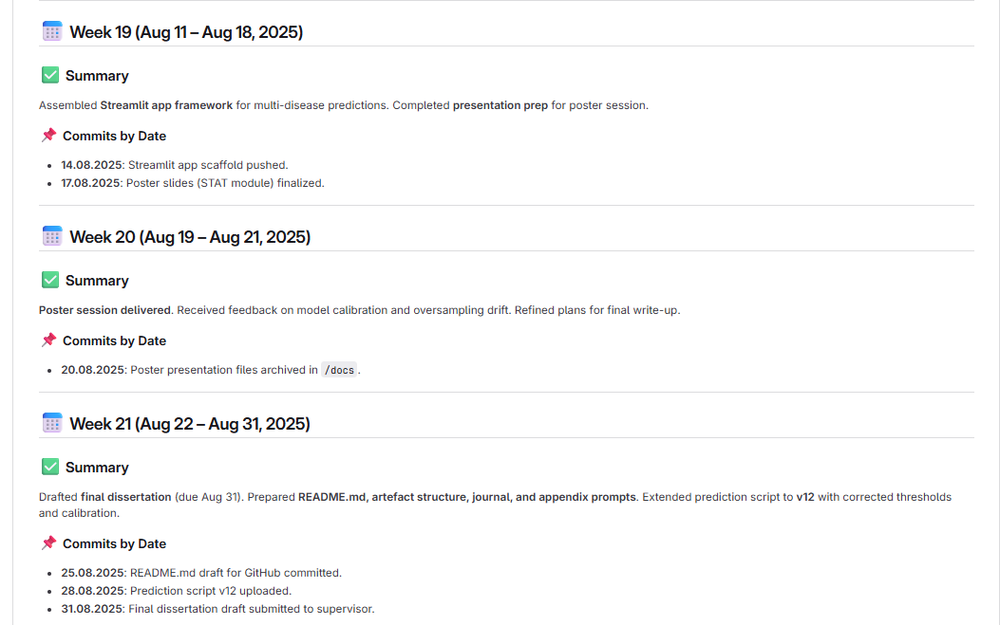 Week 19 (Aug 11 – Aug 18, 2025)
Summary
Assembled Streamlit app framework for multi-disease predictions. Completed presentation prep for poster session.
Commits by Date
• 14.08.2025: Streamlit app scaffold pushed.
• 17.08.2025: Poster slides (STAT module) finalized.
Week 20 (Aug 19 – Aug 21, 2025)
Summary
Poster session delivered. Received feedback on model calibration and oversampling drift. Refined plans for final write-up.
Commits by Date
• 20.08.2025: Poster presentation files archived in /docs.
Week 21 (Aug 22 – Aug 31, 2025)
Summary
Drafted final dissertation (due Aug 31). Prepared README.md, artefact structure, journal, and appendix prompts. Extended prediction script to v12 with corrected thresholds
and calibration.
Commits by Date
• 25.08.2025: README.md draft for GitHub committed.
• 28.08.2025: Prediction script v12 uploaded.
• 31.08.2025: Final dissertation draft submitted to supervisor.